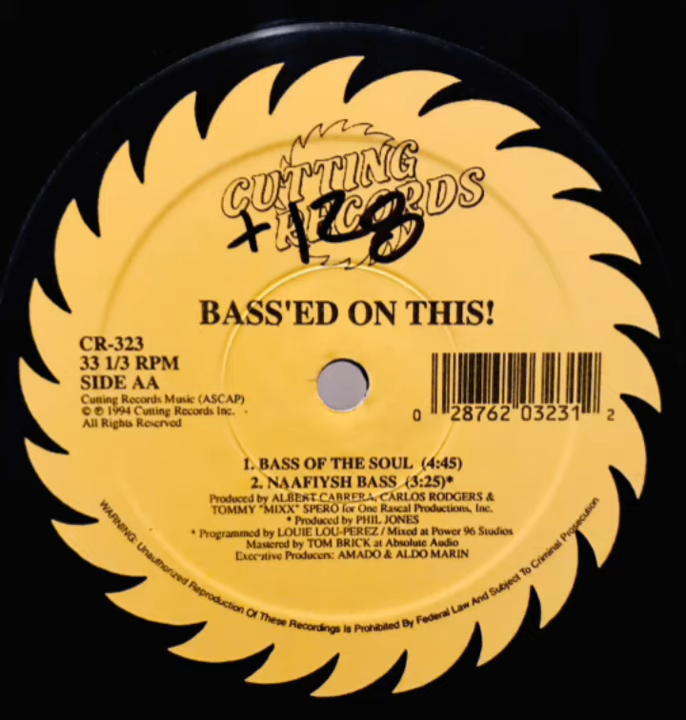 CUTTING
RECORDS
+128
BASS'ED ON THIS!
CR-323
33 1/3 RPM
SIDE AA
Cutting Records Music (ASCAP)
© ℗ 1994 Cutting Records Inc.
All Rights Reserved
0 28762 03231 2
1. BASS OF THE SOUL (4:45)
2. NAAFIYSH BASS (3:25)*
Produced by ALBERT CABRERA, CARLOS RODGERS &
TOMMY "MIXX" SPERO for One Rascal Productions, Inc.
* Produced by PHIL JONES
* Programmed by LOUIE LOU-PEREZ / Mixed at Power 96 Studios
Mastered by TOM BRICK at Absolute Audio
Executive Producers: AMADO & ALDO MARIN
WARNING: Unauthorized Reproduction Of These Recordings Is Prohibited By Federal Law And Subject To Criminal Prosecution